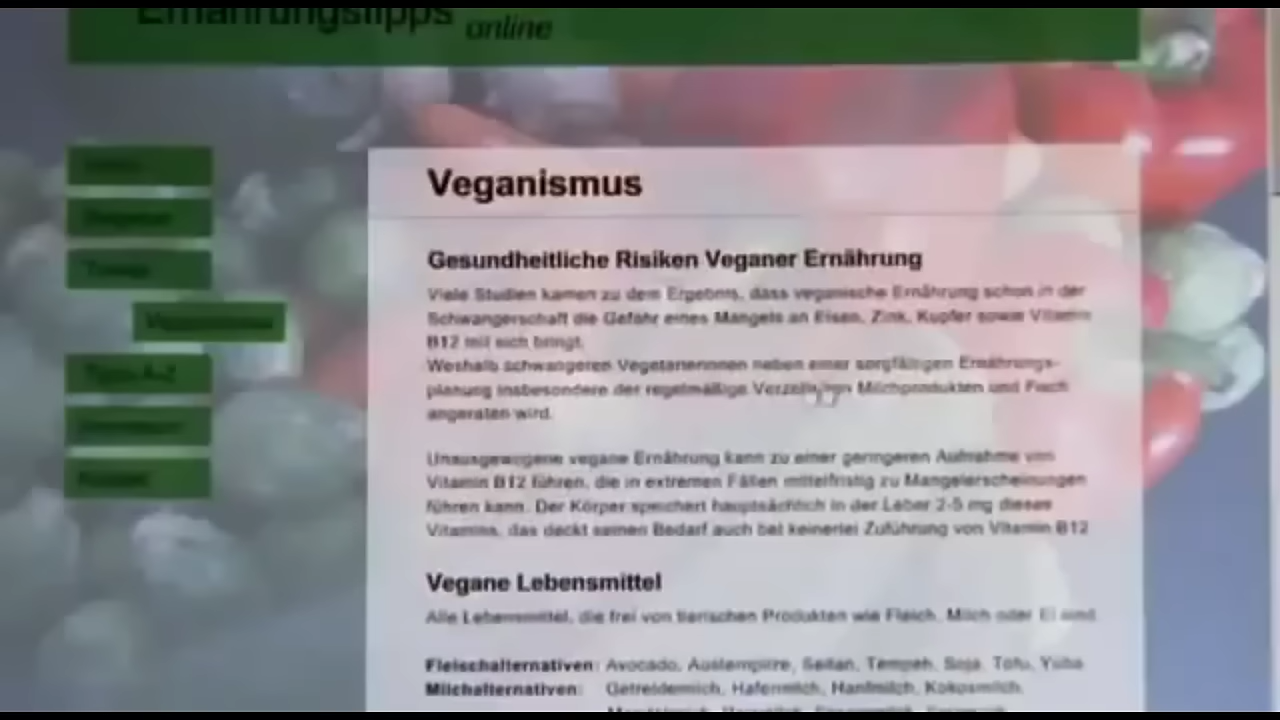 Ernährungstipps online
Veganismus
Gesundheitliche Risiken Veganer Ernährung
Viele Studien kamen zu dem Ergebnis, dass veganische Ernährung schon in der
Schwangerschaft die Gefahr eines Mangels an Eisen, Zink, Kupfer sowie Vitamin
B12 mit sich bringt.
Weshalb schwangeren Vegetarierinnen neben einer sorgfältigen Ernährungs-
planung insbesondere der regelmäßige Milchprodukten und Fisch
angeraten wird.
Veganismus
Tipps A-Z
Unausgewogene vegane Ernährung kann zu einer geringeren Aufnahme von
Vitamin B12 führen, die in extremen Fällen mittelfristig zu Mangelerscheinungen
führen kann. Der Körper speichert hauptsächlich in der Leber 2-5 mg dieses
Vitamins, das deckt seinen Bedarf auch bei keinerlei Zuführung von Vitamin B12
Vegane Lebensmittel
Alle Lebensmittel, die frei von tierischen Produkten wie Fleich, Milch oder Ei sind
Fleischalternativen: Avocado, Austernpilze, Seitan, Tempeh, Soja, Tofu, Yuba
Milchalternativen: Getreidemilch, Hafermilch, Hanfmilch, Kokosmilch,